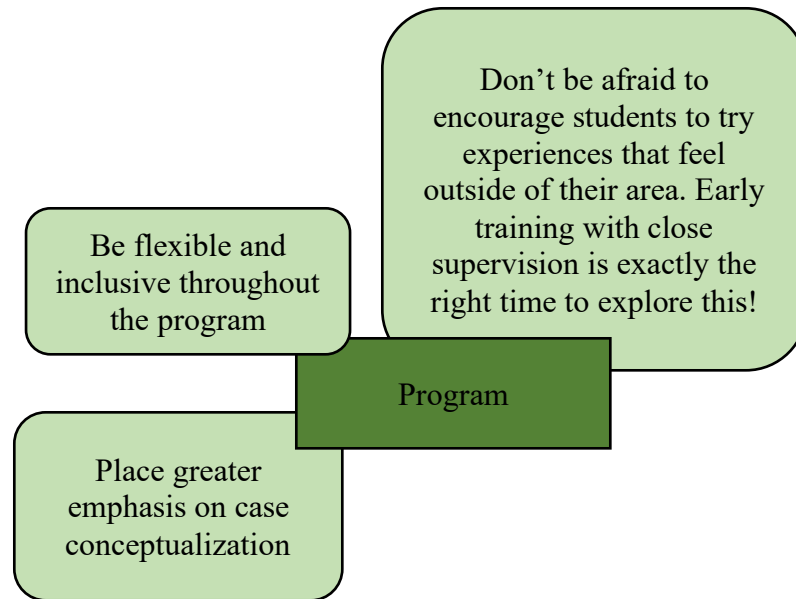 Don’t be afraid to
encourage students to try
experiences that feel
outside of their area. Early
training with close
supervision is exactly the
right time to explore this!
Be flexible and
inclusive throughout
the program
Program
Place greater
emphasis on case
conceptualization